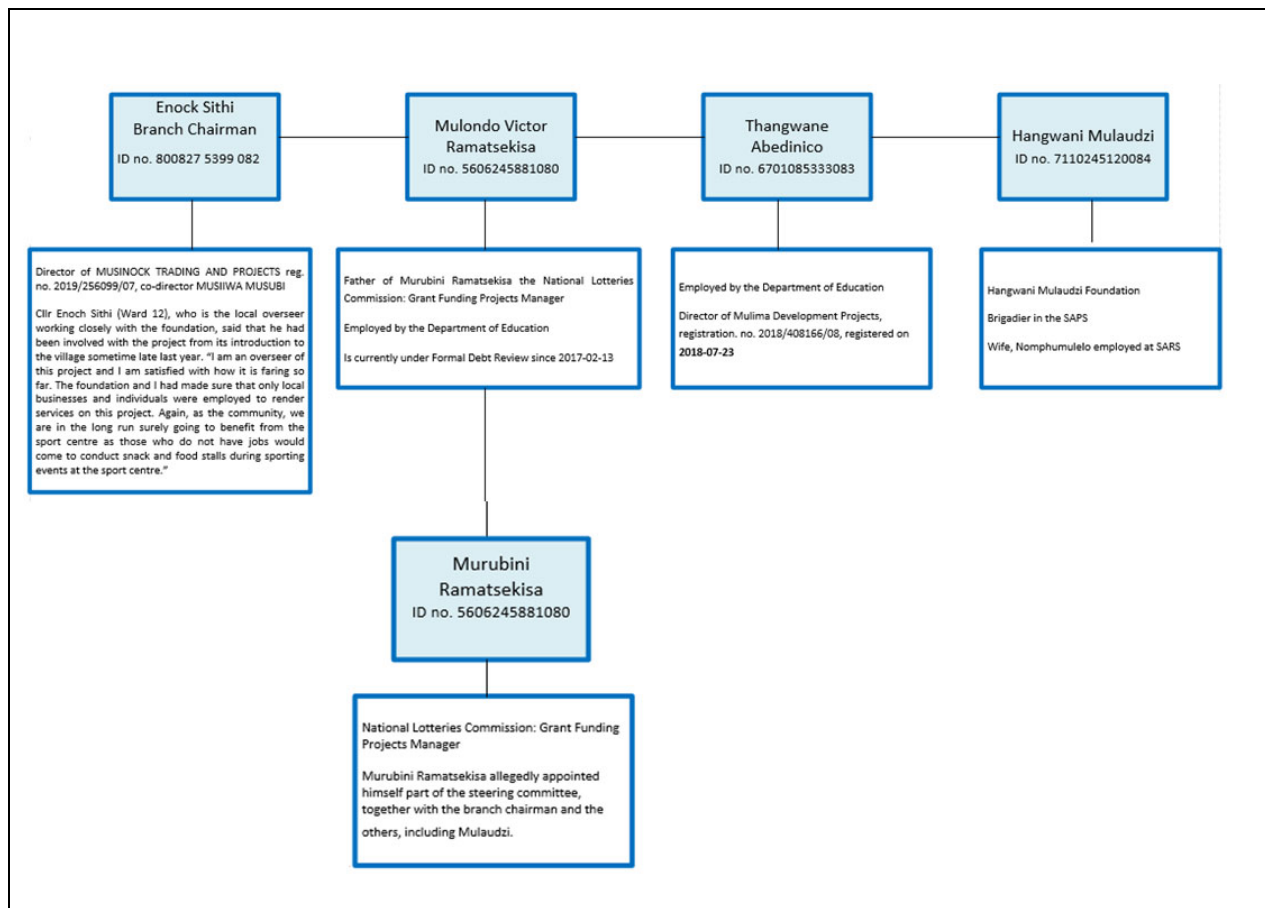 Enock Sithi
Branch Chairman
ID no. 800827 5399 082
Mulondo Victor
Ramatsekisa
ID no. 5606245881080
Thangwane
Abedinico
ID no. 6701085333083
Hangwani Mulaudzi
ID no. 7110245120084
Director of MUSINOCK TRADING AND PROJECTS reg.
no. 2019/256099/07, co-director MUSIIWA MUSUBI
Cllr Enoch Sithi (Ward 12), who is the local overseer
working closely with the foundation, said that he had
been involved with the project from its introduction to
the village sometime late last year. “I am an overseer of
this project and I am satisfied with how it is faring so
far. The foundation and I had made sure that only local
businesses and individuals were employed to render
services on this project. Again, as the community, we
are in the long run surely going to benefit from the
sport centre as those who do not have jobs would
come to conduct snack and food stalls during sporting
events at the sport centre.”
Father of Murubini Ramatsekisa the National Lotteries
Commission: Grant Funding Projects Manager
Employed by the Department of Education
Is currently under Formal Debt Review since 2017-02-13
Employed by the Department of Education
Director of Mulima Development Projects,
registration. no. 2018/408166/08, registered on
2018-07-23
Hangwani Mulaudzi Foundation
Brigadier in the SAPS
Wife, Nomphumulelo employed at SARS
Murubini
Ramatsekisa
ID no. 5606245881080
National Lotteries Commission: Grant Funding
Projects Manager
Murubini Ramatsekisa allegedly appointed
himself part of the steering committee,
together with the branch chairman and the
others, including Mulaudzi.